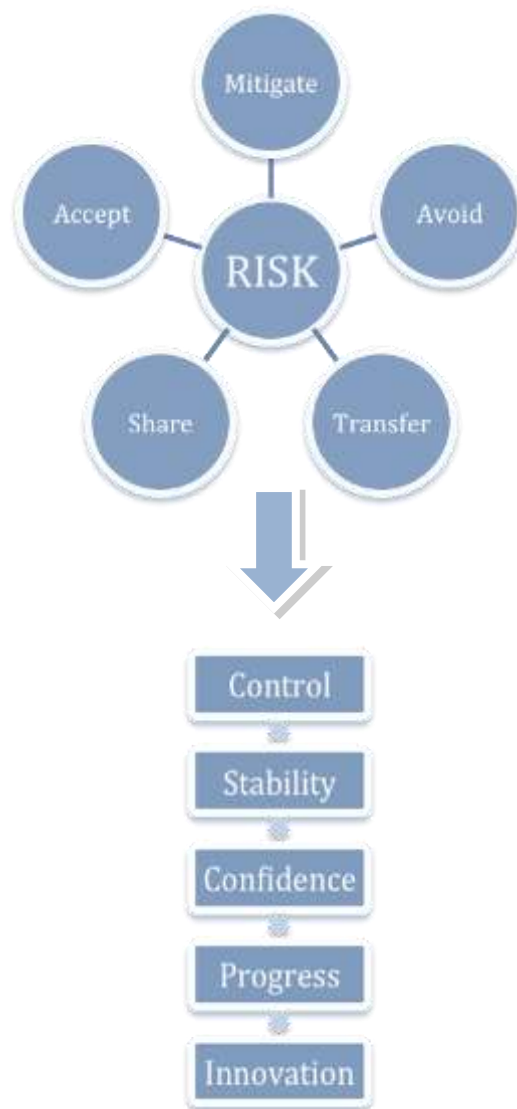 Mitigate
Accept
Avoid
RISK
Share
Transfer
Control
Stability
Confidence
Progress
Innovation